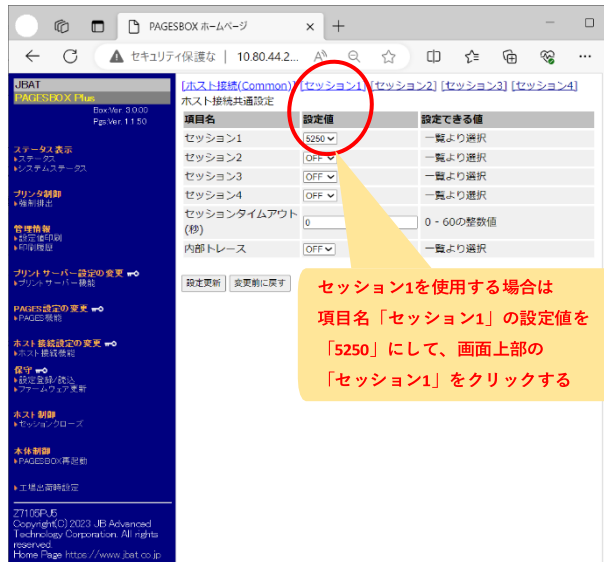 PAGESBOX ホームページ
セキュリティ保護なし | 10.80.44.2...
JBAT
PAGESBOX Plus
Box:Ver. 3.0.00
Pgs:Ver. 1.1.50
ステータス表示
ステータス
システムステータス
プリンタ制御
強制排出
管理情報
設定値印刷
印刷履歴
プリントサーバー設定の変更
プリントサーバー機能
PAGES設定の変更
PAGES機能
ホスト接続設定の変更
ホスト接続機能
保守
設定登録/読込
ファームウェア更新
ホスト制御
セッションクローズ
本体制御
PAGESBOX再起動
工場出荷時設定
Z7105PU5
Copyright(C) 2023 JB Advanced
Technology Corporation. All rights
reserved.
Home Page https://www.jbat.co.jp
[ホスト接続(Common)] [セッション1] [セッション2] [セッション3] [セッション4]
ホスト接続共通設定
項目名 設定値 設定できる値
セッション1 5250 一覧より選択
セッション2 OFF 一覧より選択
セッション3 OFF 一覧より選択
セッション4 OFF 一覧より選択
セッションタイムアウト
(秒) 0 0 - 60の整数値
内部トレース OFF 一覧より選択
設定更新 変更前に戻す
セッション1を使用する場合は
項目名「セッション1」の設定値を
「5250」にして、画面上部の
「セッション1」をクリックする